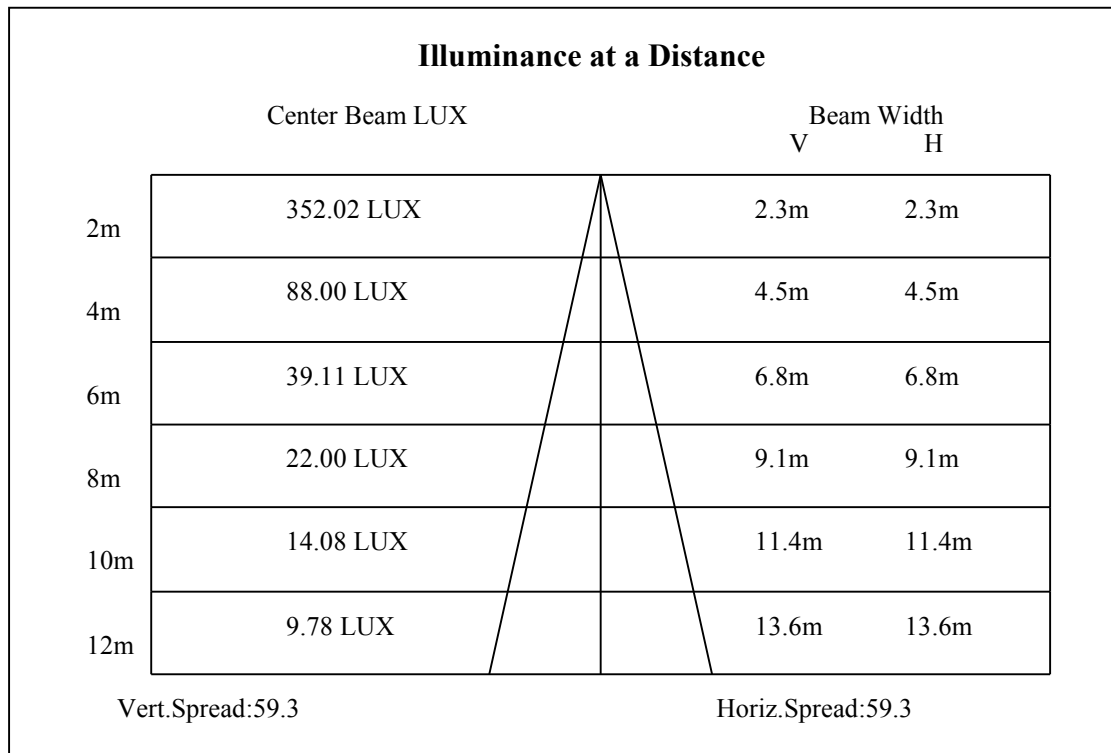 Illuminance at a Distance
Center Beam LUX Beam Width
V H
352.02 LUX 2.3m 2.3m
2m
88.00 LUX 4.5m 4.5m
4m
39.11 LUX 6.8m 6.8m
6m
22.00 LUX 9.1m 9.1m
8m
14.08 LUX 11.4m 11.4m
10m
9.78 LUX 13.6m 13.6m
12m
Vert.Spread:59.3 Horiz.Spread:59.3